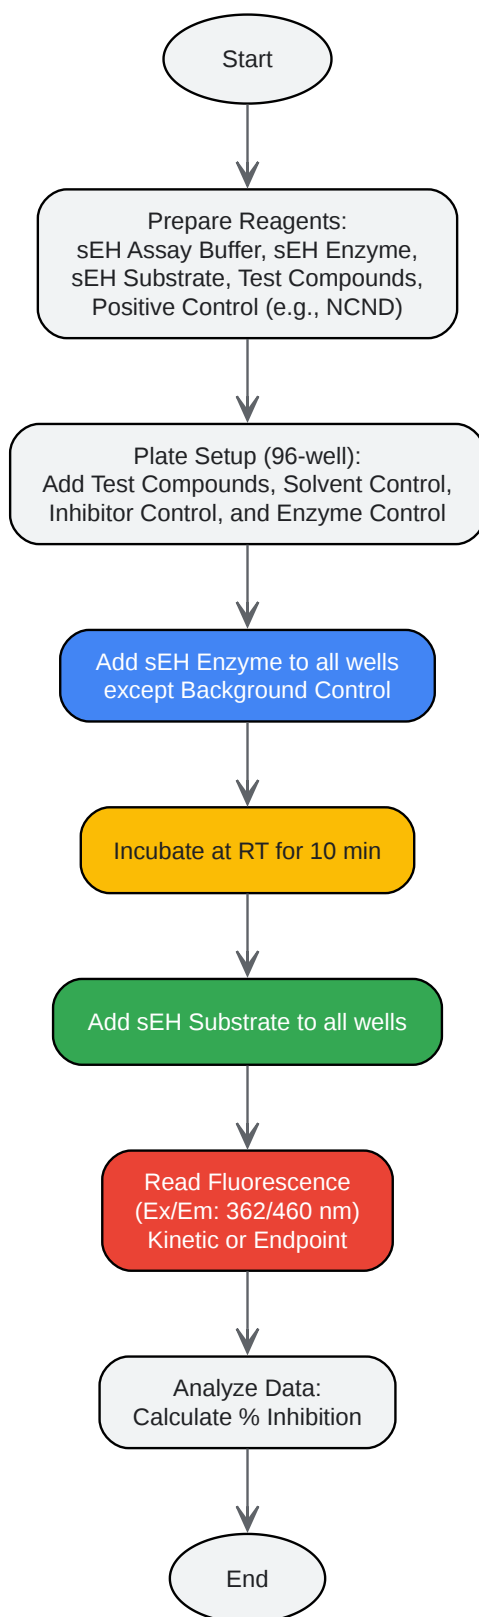 Start
Prepare Reagents:
sEH Assay Buffer, sEH Enzyme,
sEH Substrate, Test Compounds,
Positive Control (e.g., NCND)
Plate Setup (96-well):
Add Test Compounds, Solvent Control,
Inhibitor Control, and Enzyme Control
Add sEH Enzyme to all wells
except Background Control
Incubate at RT for 10 min
Add sEH Substrate to all wells
Read Fluorescence
(Ex/Em: 362/460 nm)
Kinetic or Endpoint
Analyze Data:
Calculate % Inhibition
End